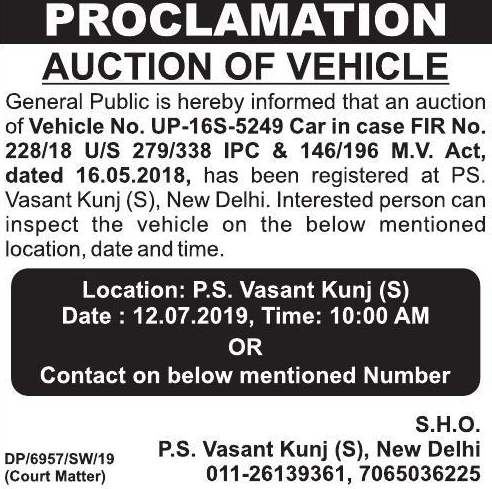 PROCLAMATION
AUCTION OF VEHICLE
General Public is hereby informed that an auction
of Vehicle No. UP-16S-5249 Car in case FIR No.
228/18 U/S 279/338 IPC & 146/196 M.V. Act,
dated 16.05.2018, has been registered at PS.
Vasant Kunj (S), New Delhi. Interested person can
inspect the vehicle on the below mentioned
location, date and time.
Location: P.S. Vasant Kunj (S)
Date : 12.07.2019, Time: 10:00 AM
OR
Contact on below mentioned Number
S.H.O.
P.S. Vasant Kunj (S), New Delhi
DP/6957/SW/19
(Court Matter)
011-26139361, 7065036225